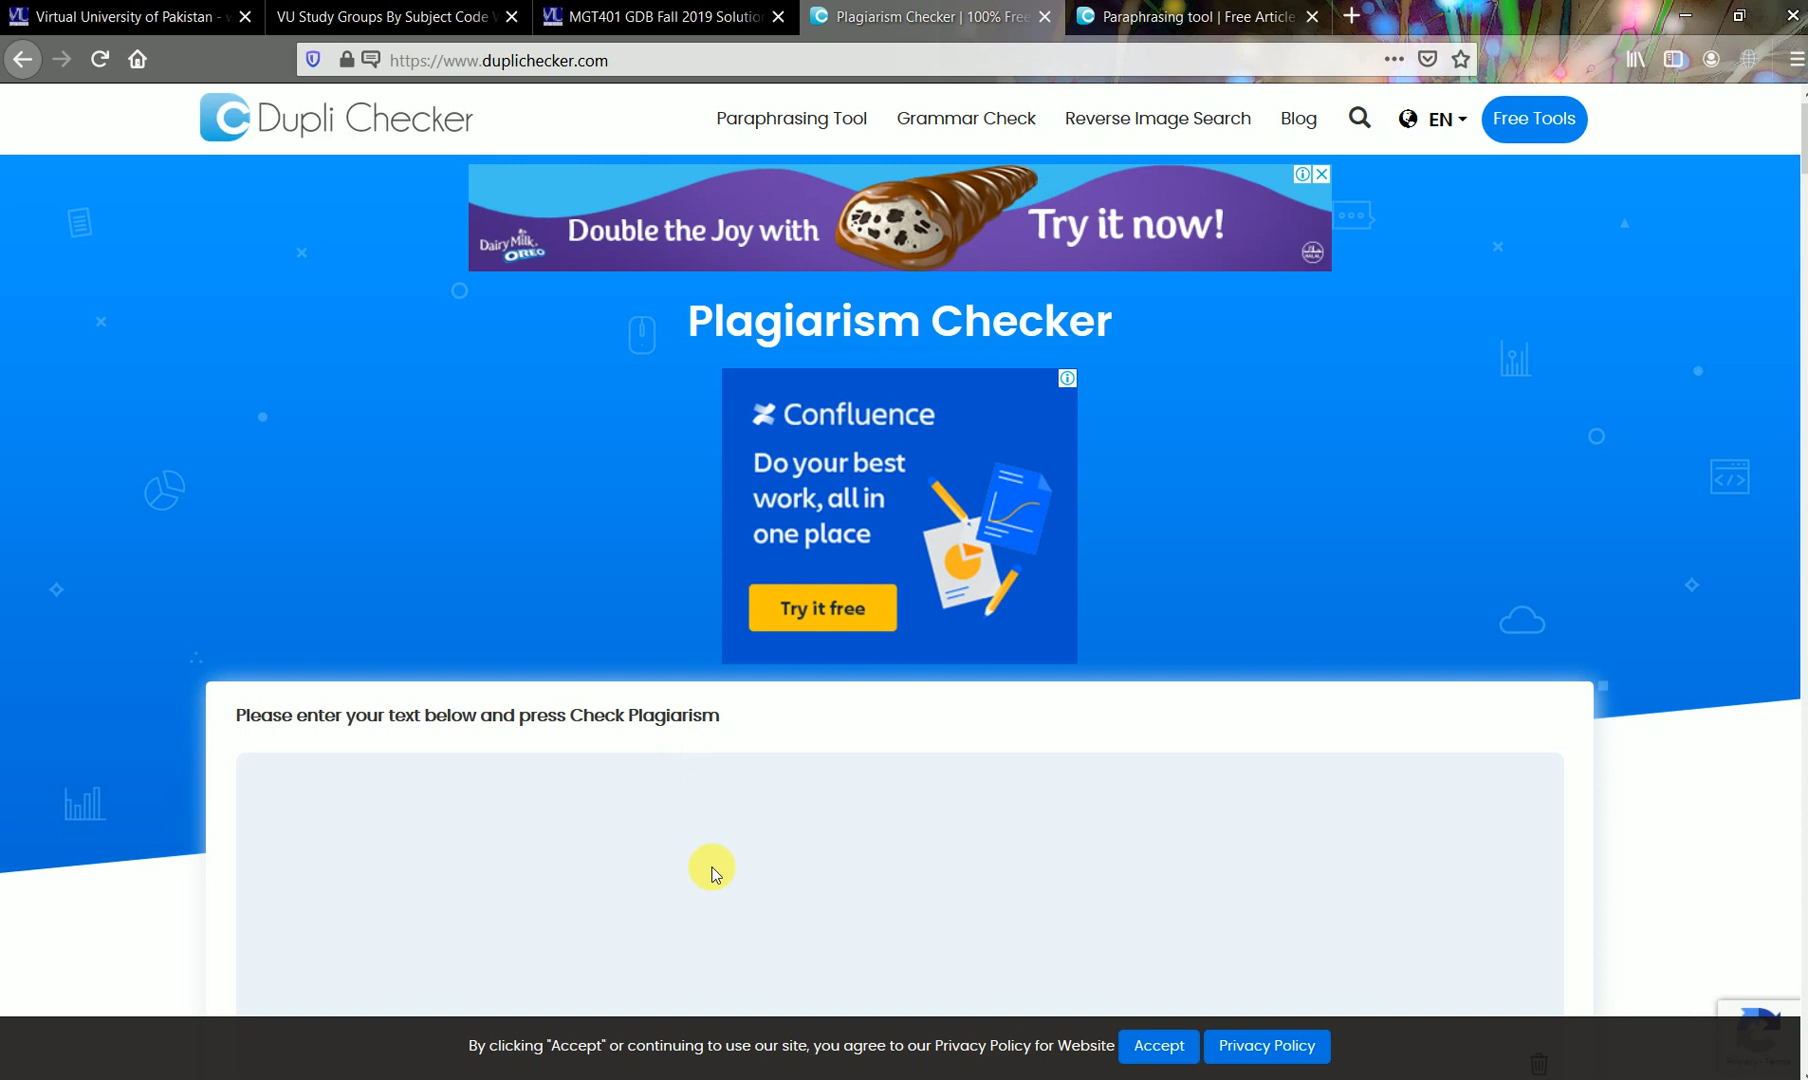 Virtual University of Pakistan - v
VU Study Groups By Subject Code V
MGT401 GDB Fall 2019 Solution
Plagiarism Checker | 100% Free
Paraphrasing tool | Free Article
https://www.duplichecker.com
Dupli Checker
Paraphrasing Tool
Grammar Check
Reverse Image Search
Blog
EN
Free Tools
Dairy Milk
OREO
Double the Joy with
Try it now!
HALAL
Plagiarism Checker
Confluence
Do your best
work, all in
one place
Try it free
Please enter your text below and press Check Plagiarism
By clicking "Accept" or continuing to use our site, you agree to our Privacy Policy for Website
Accept
Privacy Policy